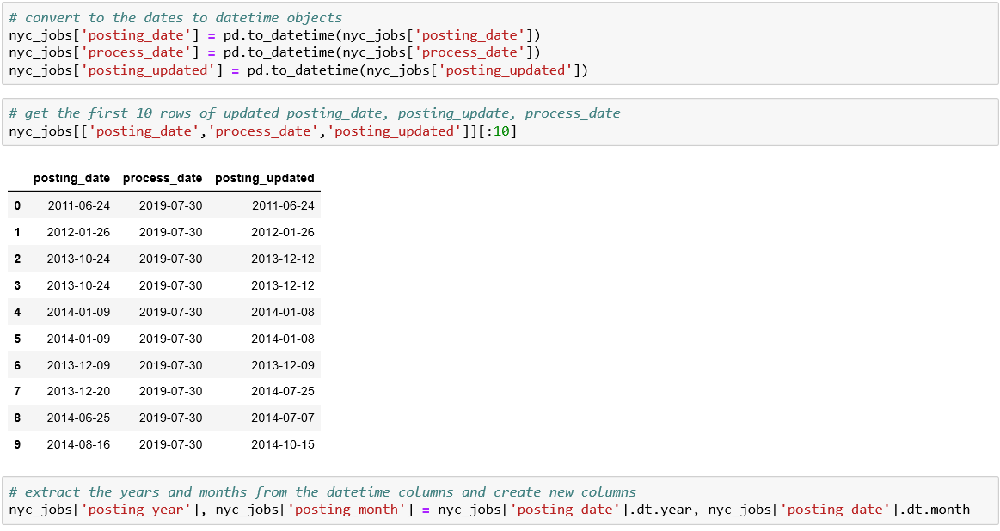 # convert to the dates to datetime objects
nyc_jobs['posting_date'] = pd.to_datetime(nyc_jobs['posting_date'])
nyc_jobs['process_date'] = pd.to_datetime(nyc_jobs['process_date'])
nyc_jobs['posting_updated'] = pd.to_datetime(nyc_jobs['posting_updated'])
# get the first 10 rows of updated posting_date, posting_update, process_date
nyc_jobs[['posting_date','process_date','posting_updated']][:10]
posting_date process_date posting_updated
0 2011-06-24 2019-07-30 2011-06-24
1 2012-01-26 2019-07-30 2012-01-26
2 2013-10-24 2019-07-30 2013-12-12
3 2013-10-24 2019-07-30 2013-12-12
4 2014-01-09 2019-07-30 2014-01-08
5 2014-01-09 2019-07-30 2014-01-08
6 2013-12-09 2019-07-30 2013-12-09
7 2013-12-20 2019-07-30 2014-07-25
8 2014-06-25 2019-07-30 2014-07-07
9 2014-08-16 2019-07-30 2014-10-15
# extract the years and months from the datetime columns and create new columns
nyc_jobs['posting_year'], nyc_jobs['posting_month'] = nyc_jobs['posting_date'].dt.year, nyc_jobs['posting_date'].dt.month